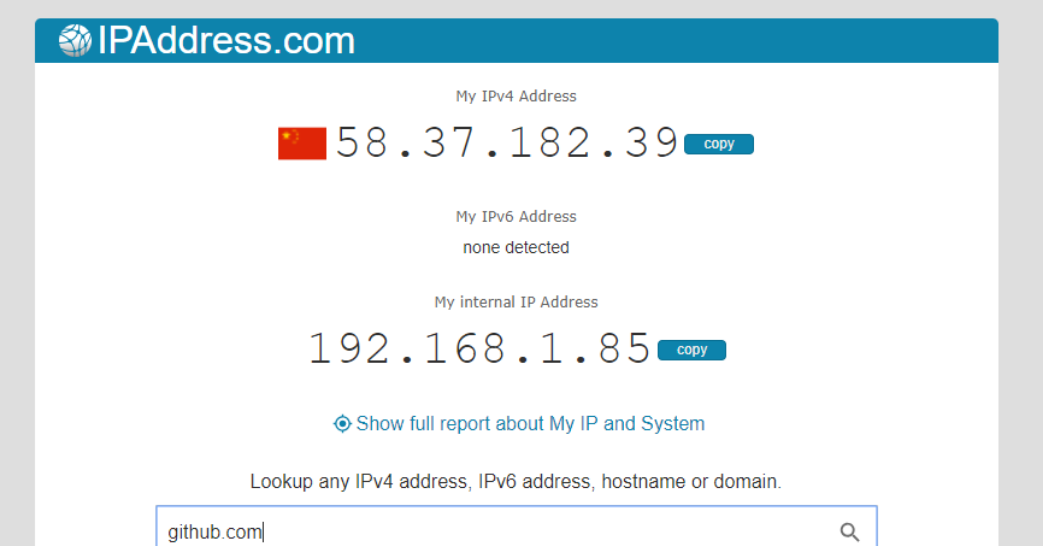 IPAddress.com
My IPv4 Address
58.37.182.39 copy
My IPv6 Address
none detected
My internal IP Address
192.168.1.85 copy
Show full report about My IP and System
Lookup any IPv4 address, IPv6 address, hostname or domain.
github.com